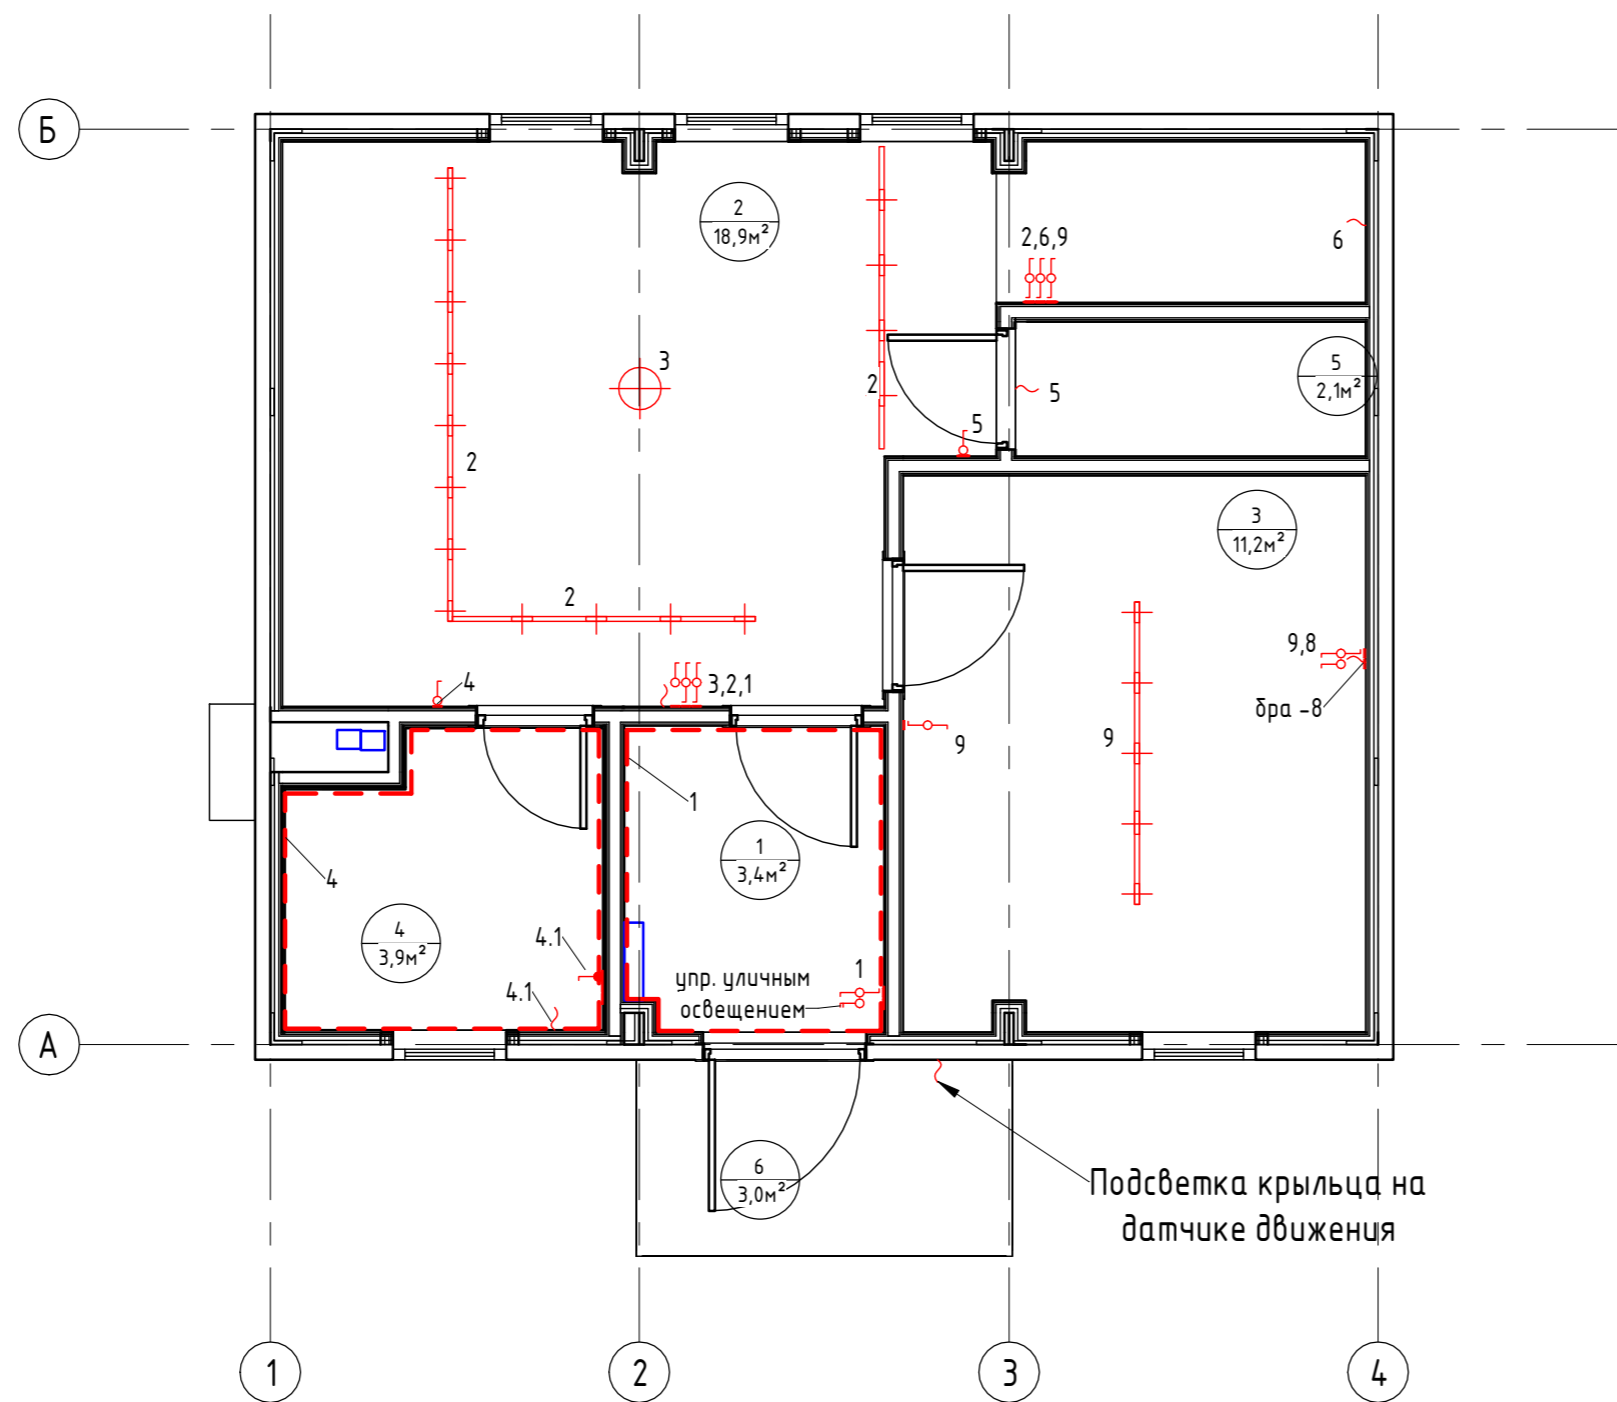 Б
2
18,9м²
2,6,9
6
3
5
2,1м²
2
5
5
2
3
11,2м²
2
9,8
4
3,2,1
бра -8
9
9
1
1
3,4м²
4
4
3,9м²
4.1
1
упр. уличным
освещением
4.1
А
6
3,0м²
Подсветка крыльца на
датчике движения
1
2
3
4